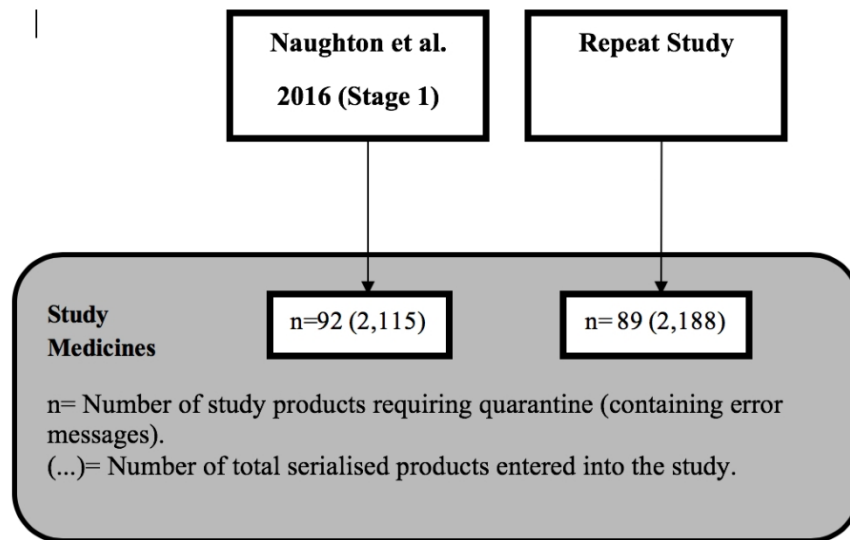 Naughton et al.
2016 (Stage 1)
Repeat Study
Study
Medicines
n=92 (2,115)
n= 89 (2,188)
n= Number of study products requiring quarantine (containing error
messages).
(...)= Number of total serialised products entered into the study.